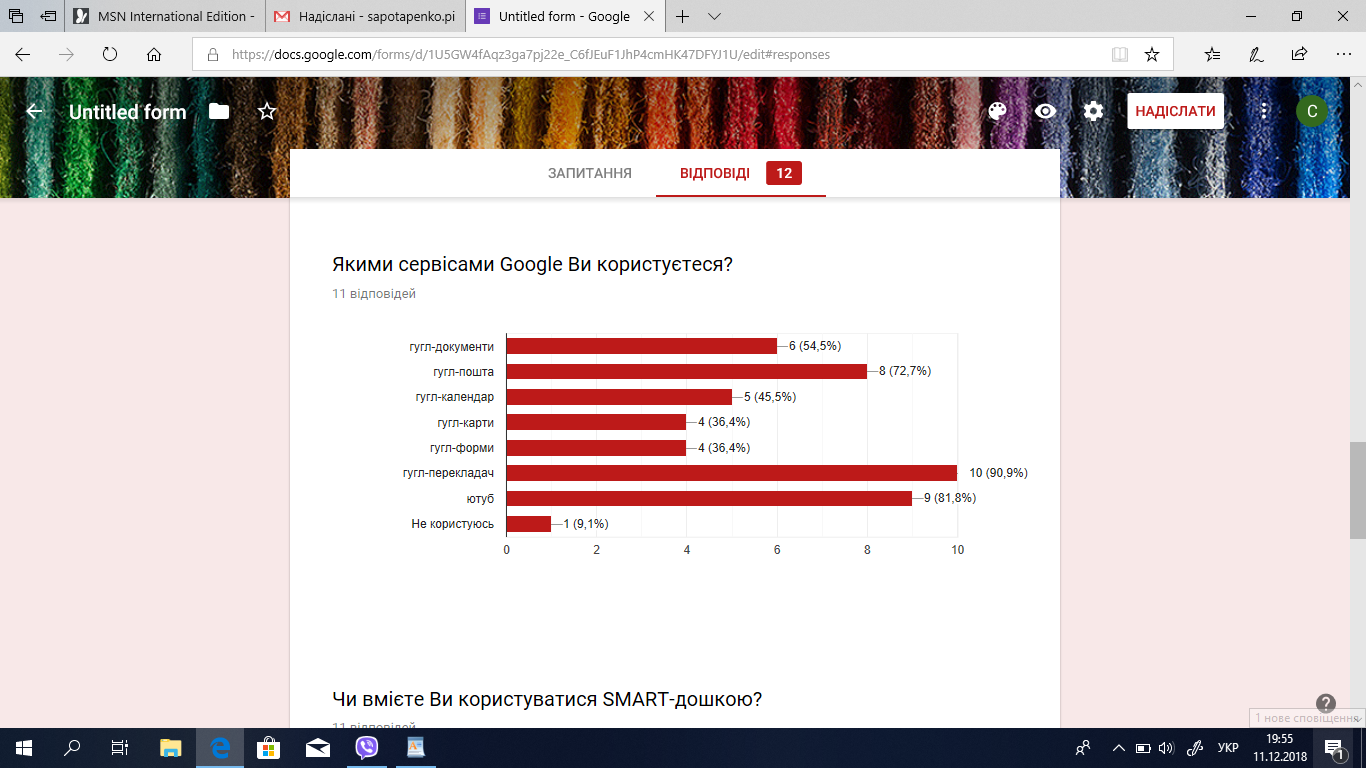 MSN International Edition -
Надіслані - sapotapenko.pi
Untitled form - Google
https://docs.google.com/forms/d/1U5GW4fAqz3ga7pj22e_C6fJEuF1JhP4cmHK47DFYJ1U/edit#responses
Untitled form
НАДІСЛАТИ
C
ЗАПИТАННЯ
ВІДПОВІДІ 12
Якими сервісами Google Ви користуєтеся?
11 відповідей
гугл-документи 6 (54,5%)
гугл-пошта 8 (72,7%)
гугл-календар 5 (45,5%)
гугл-карти 4 (36,4%)
гугл-форми 4 (36,4%)
гугл-перекладач 10 (90,9%)
ютуб 9 (81,8%)
Не користуюсь 1 (9,1%)
0 2 4 6 8 10
Чи вмієте Ви користуватися SMART-дошкою?
11 відповідей
1 нове сповіщення
УКР
19:55
11.12.2018
1